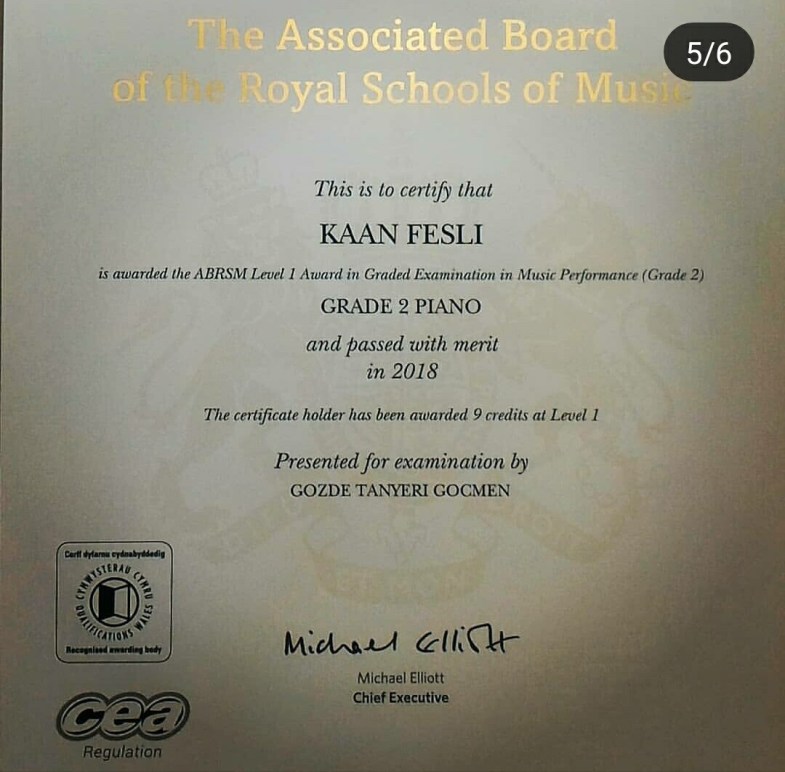 The Associated Board
of the Royal Schools of Music
5/6
This is to certify that
KAAN FESLI
is awarded the ABRSM Level 1 Award in Graded Examination in Music Performance (Grade 2)
GRADE 2 PIANO
and passed with merit
in 2018
The certificate holder has been awarded 9 credits at Level 1
Presented for examination by
GOZDE TANYERI GOCMEN
Corff dyfarnu cydnabyddedig
CYMWYSTERAU CYMRU
QUALIFICATIONS WALES
Recognised awarding body
Michael Elliott
Michael Elliott
Chief Executive
cea
Regulation